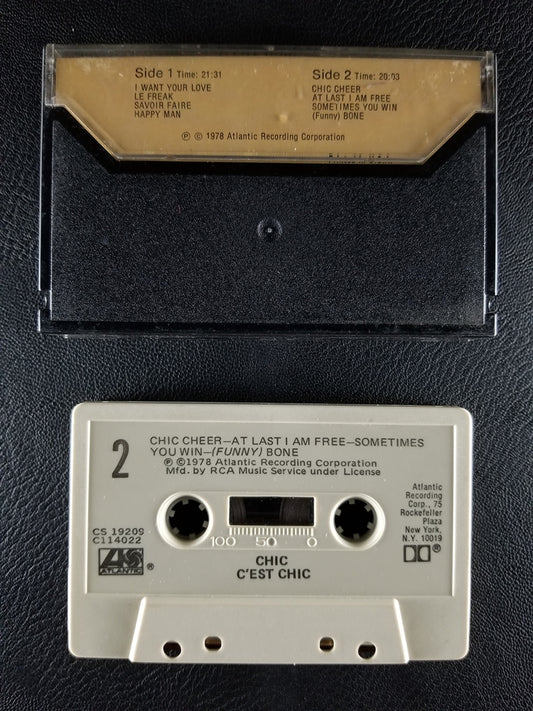 Side 1 Time: 21:31
I WANT YOUR LOVE
LE FREAK
SAVOIR FAIRE
HAPPY MAN
Side 2 Time: 20:03
CHIC CHEER
AT LAST I AM FREE
SOMETIMES YOU WIN
(Funny) BONE
℗ © 1978 Atlantic Recording Corporation
2
CHIC CHEER—AT LAST I AM FREE—SOMETIMES
YOU WIN—(FUNNY) BONE
℗ ©1978 Atlantic Recording Corporation
Mfd. by RCA Music Service under License
CS 19209
C114022
ATLANTIC ®
100 50 0
Atlantic
Recording
Corp., 75
Rockefeller
Plaza
New York,
N.Y. 10019
®
CHIC
C'EST CHIC